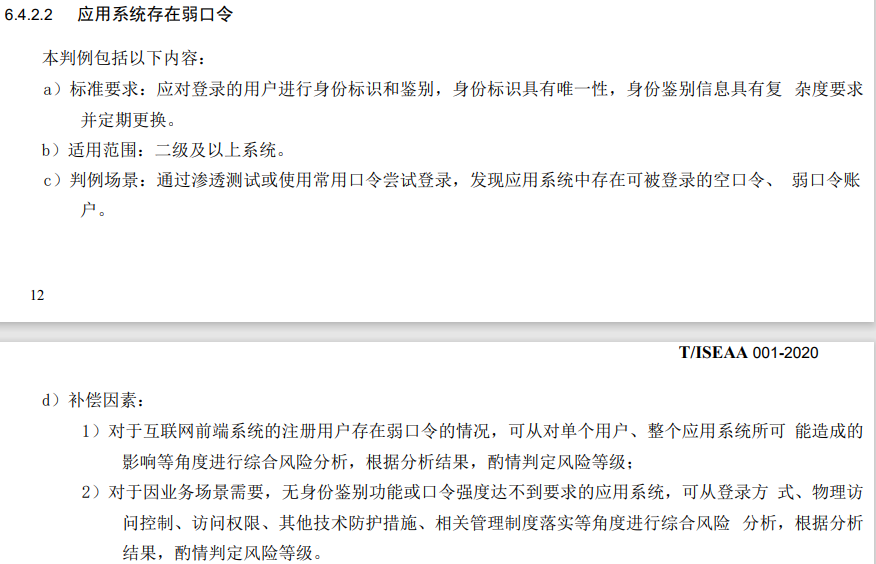 6.4.2.2 应用系统存在弱口令
本判例包括以下内容：
a）标准要求：应对登录的用户进行身份标识和鉴别，身份标识具有唯一性，身份鉴别信息具有复 杂度要求
并定期更换。
b）适用范围：二级及以上系统。
c）判例场景：通过渗透测试或使用常用口令尝试登录，发现应用系统中存在可被登录的空口令、 弱口令账
户。
12
T/ISEAA 001-2020
d）补偿因素：
1）对于互联网前端系统的注册用户存在弱口令的情况，可从对单个用户、整个应用系统所可 能造成的
影响等角度进行综合风险分析，根据分析结果，酌情判定风险等级；
2）对于因业务场景需要，无身份鉴别功能或口令强度达不到要求的应用系统，可从登录方 式、物理访
问控制、访问权限、其他技术防护措施、相关管理制度落实等角度进行综合风险 分析，根据分析
结果，酌情判定风险等级。